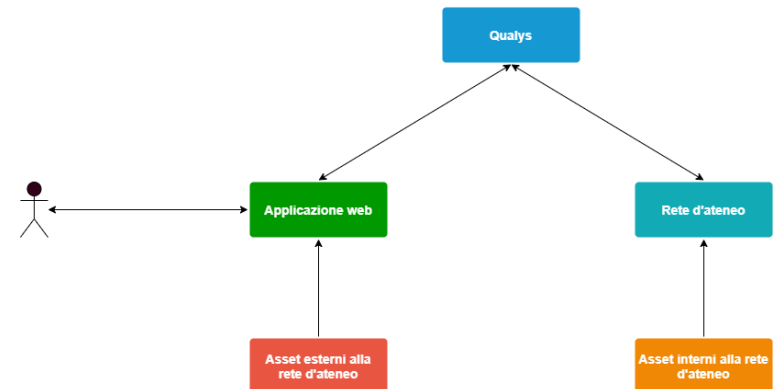 Qualys
Applicazione web
Rete d'ateneo
Asset esterni alla
rete d'ateneo
Asset interni alla rete
d'ateneo